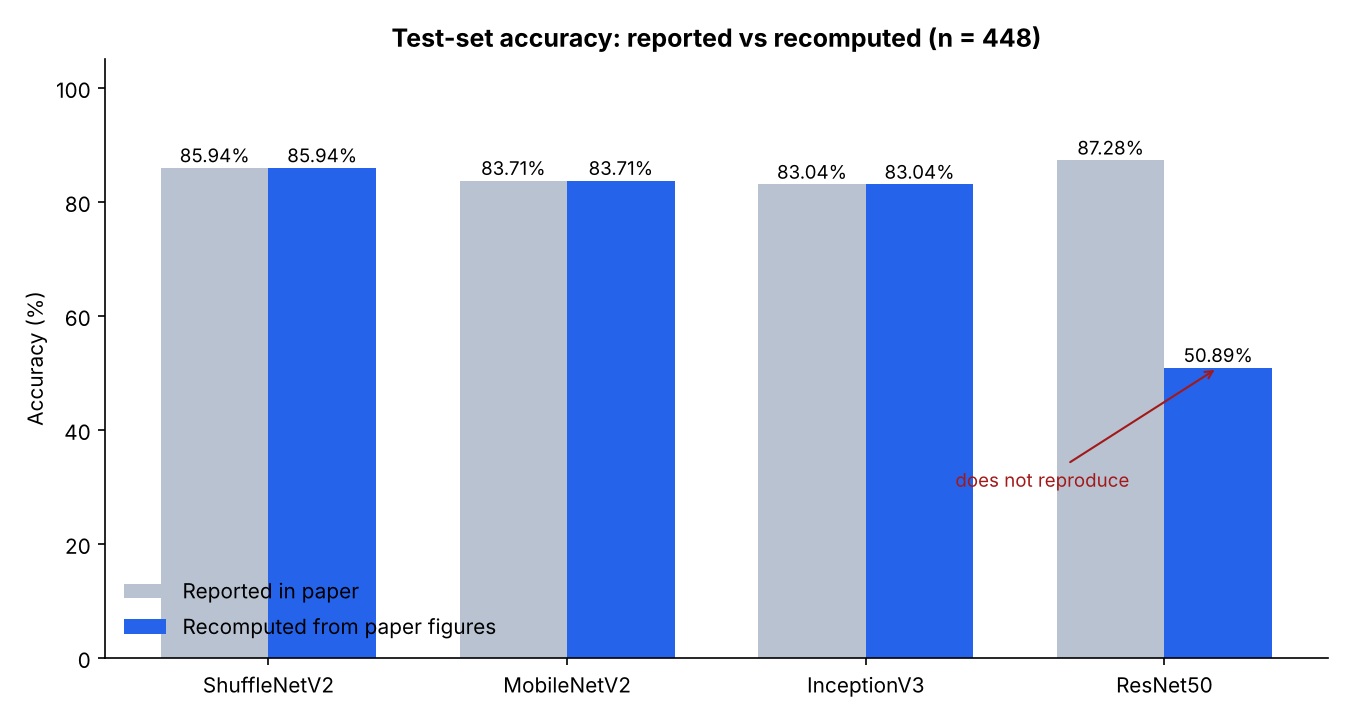 Test-set accuracy: reported vs recomputed (n = 448)
Accuracy (%)
100
80
60
40
20
0
85.94%
85.94%
83.71%
83.71%
83.04%
83.04%
87.28%
50.89%
does not reproduce
Reported in paper
Recomputed from paper figures
ShuffleNetV2
MobileNetV2
InceptionV3
ResNet50